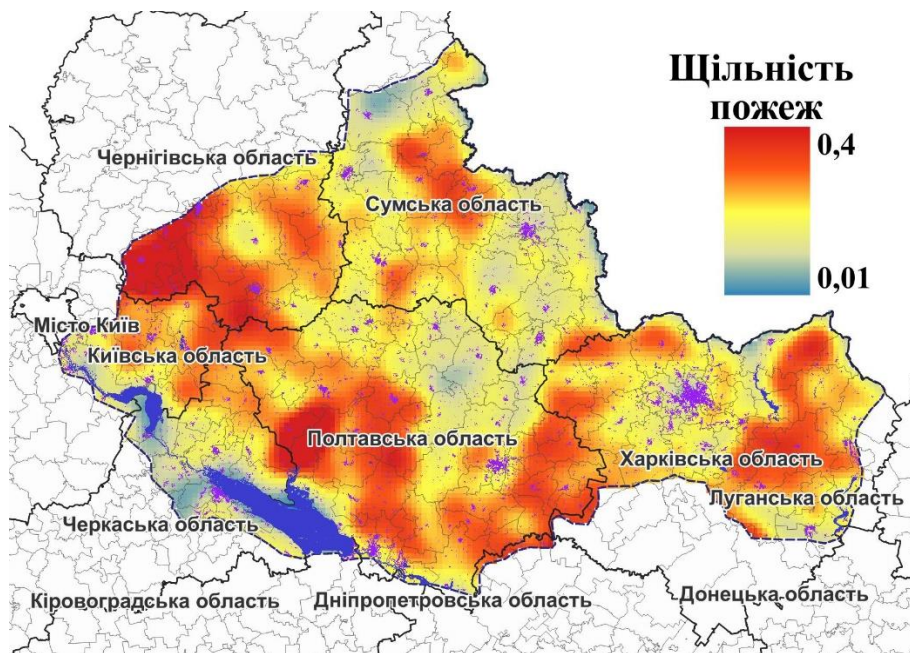 Щільність
пожеж
0,4
0,01
Чернігівська область
Сумська область
Місто Київ
Київська область
Полтавська область
Харківська область
Луганська область
Черкаська область
Кіровоградська область
Дніпропетровська область
Донецька область